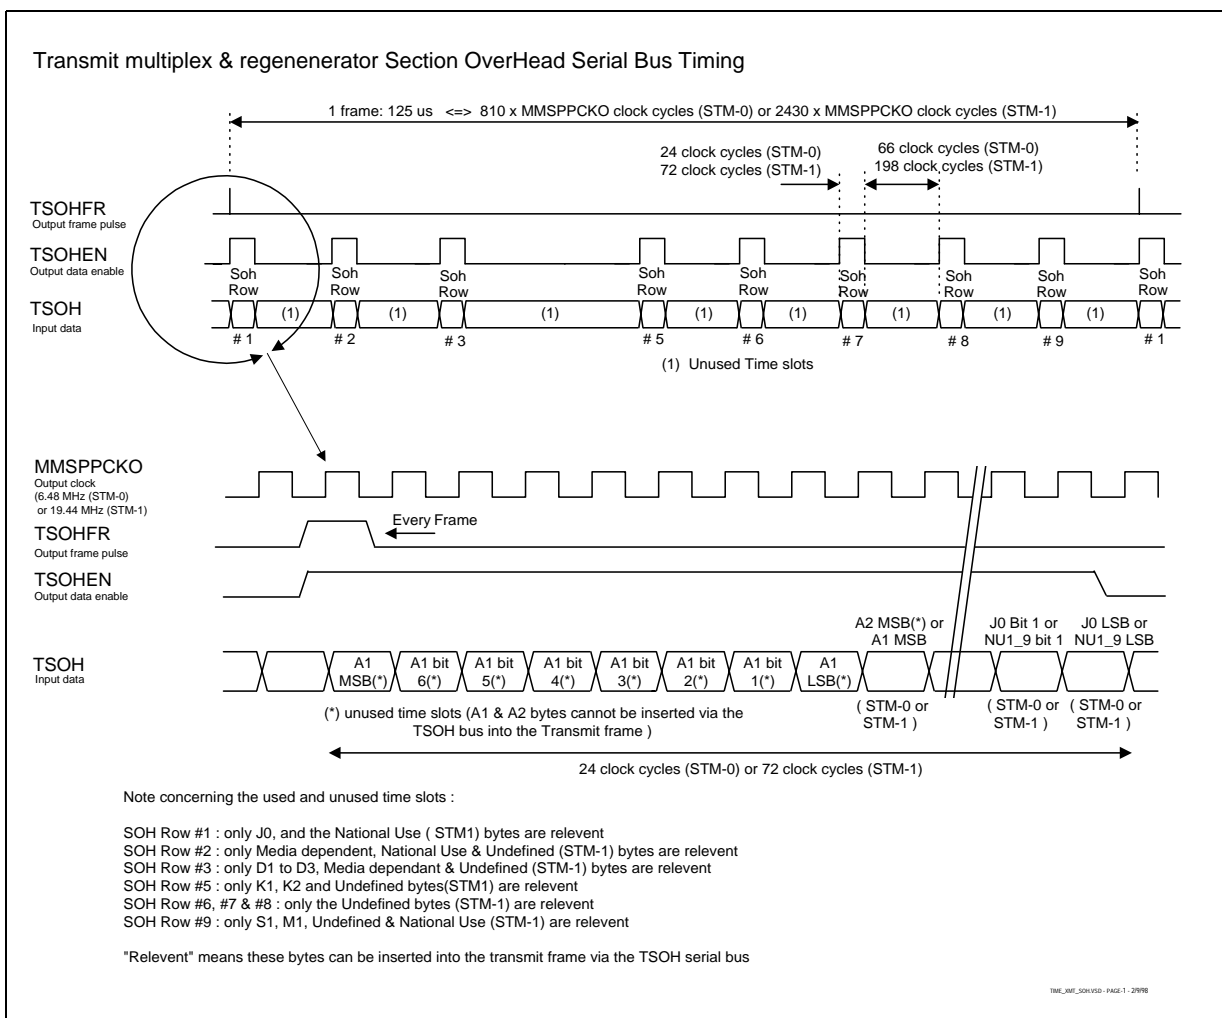 Transmit multiplex & regenenerator Section OverHead Serial Bus Timing
1 frame: 125 us <=> 810 x MMSPPCKO clock cycles (STM-0) or 2430 x MMSPPCKO clock cycles (STM-1)
24 clock cycles (STM-0)
72 clock cycles (STM-1)
66 clock cycles (STM-0)
198 clock cycles (STM-1)
TSOHFR
Output frame pulse
TSOHEN
Output data enable
Soh Soh Soh Soh Soh Soh Soh Soh Soh
Row Row Row Row Row Row Row Row Row
TSOH
Input data
(1) (1) (1) (1) (1) (1) (1) (1)
# 1 # 2 # 3 # 5 # 6 # 7 # 8 # 9 # 1
(1) Unused Time slots
MMSPPCKO
Output clock
(6.48 MHz (STM-0)
or 19.44 MHz (STM-1)
TSOHFR
Output frame pulse
Every Frame
TSOHEN
Output data enable
A2 MSB(*) or J0 Bit 1 or J0 LSB or
A1 MSB NU1_9 bit 1 NU1_9 LSB
TSOH
Input data
A1 A1 bit A1 bit A1 bit A1 bit A1 bit A1 bit A1
MSB(*) 6(*) 5(*) 4(*) 3(*) 2(*) 1(*) LSB(*)
( STM-0 or ( STM-0 or ( STM-0 or
STM-1 ) STM-1 ) STM-1 )
(*) unused time slots (A1 & A2 bytes cannot be inserted via the
TSOH bus into the Transmit frame )
24 clock cycles (STM-0) or 72 clock cycles (STM-1)
Note concerning the used and unused time slots :
SOH Row #1 : only J0, and the National Use ( STM1) bytes are relevent
SOH Row #2 : only Media dependent, National Use & Undefined (STM-1) bytes are relevent
SOH Row #3 : only D1 to D3, Media dependant & Undefined (STM-1) bytes are relevent
SOH Row #5 : only K1, K2 and Undefined bytes(STM1) are relevent
SOH Row #6, #7 & #8 : only the Undefined bytes (STM-1) are relevent
SOH Row #9 : only S1, M1, Undefined & National Use (STM-1) are relevent
"Relevent" means these bytes can be inserted into the transmit frame via the TSOH serial bus
TIME_XMT_SOH.VSD - PAGE-1 - 2/9/98